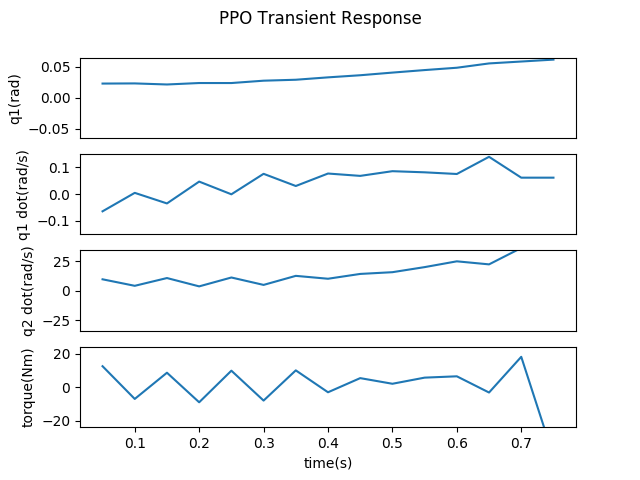 PPO Transient Response
q1(rad)
0.05
0.00
−0.05
q1 dot(rad/s)
0.1
0.0
−0.1
q2 dot(rad/s)
25
0
−25
torque(Nm)
20
0
−20
0.1 0.2 0.3 0.4 0.5 0.6 0.7
time(s)